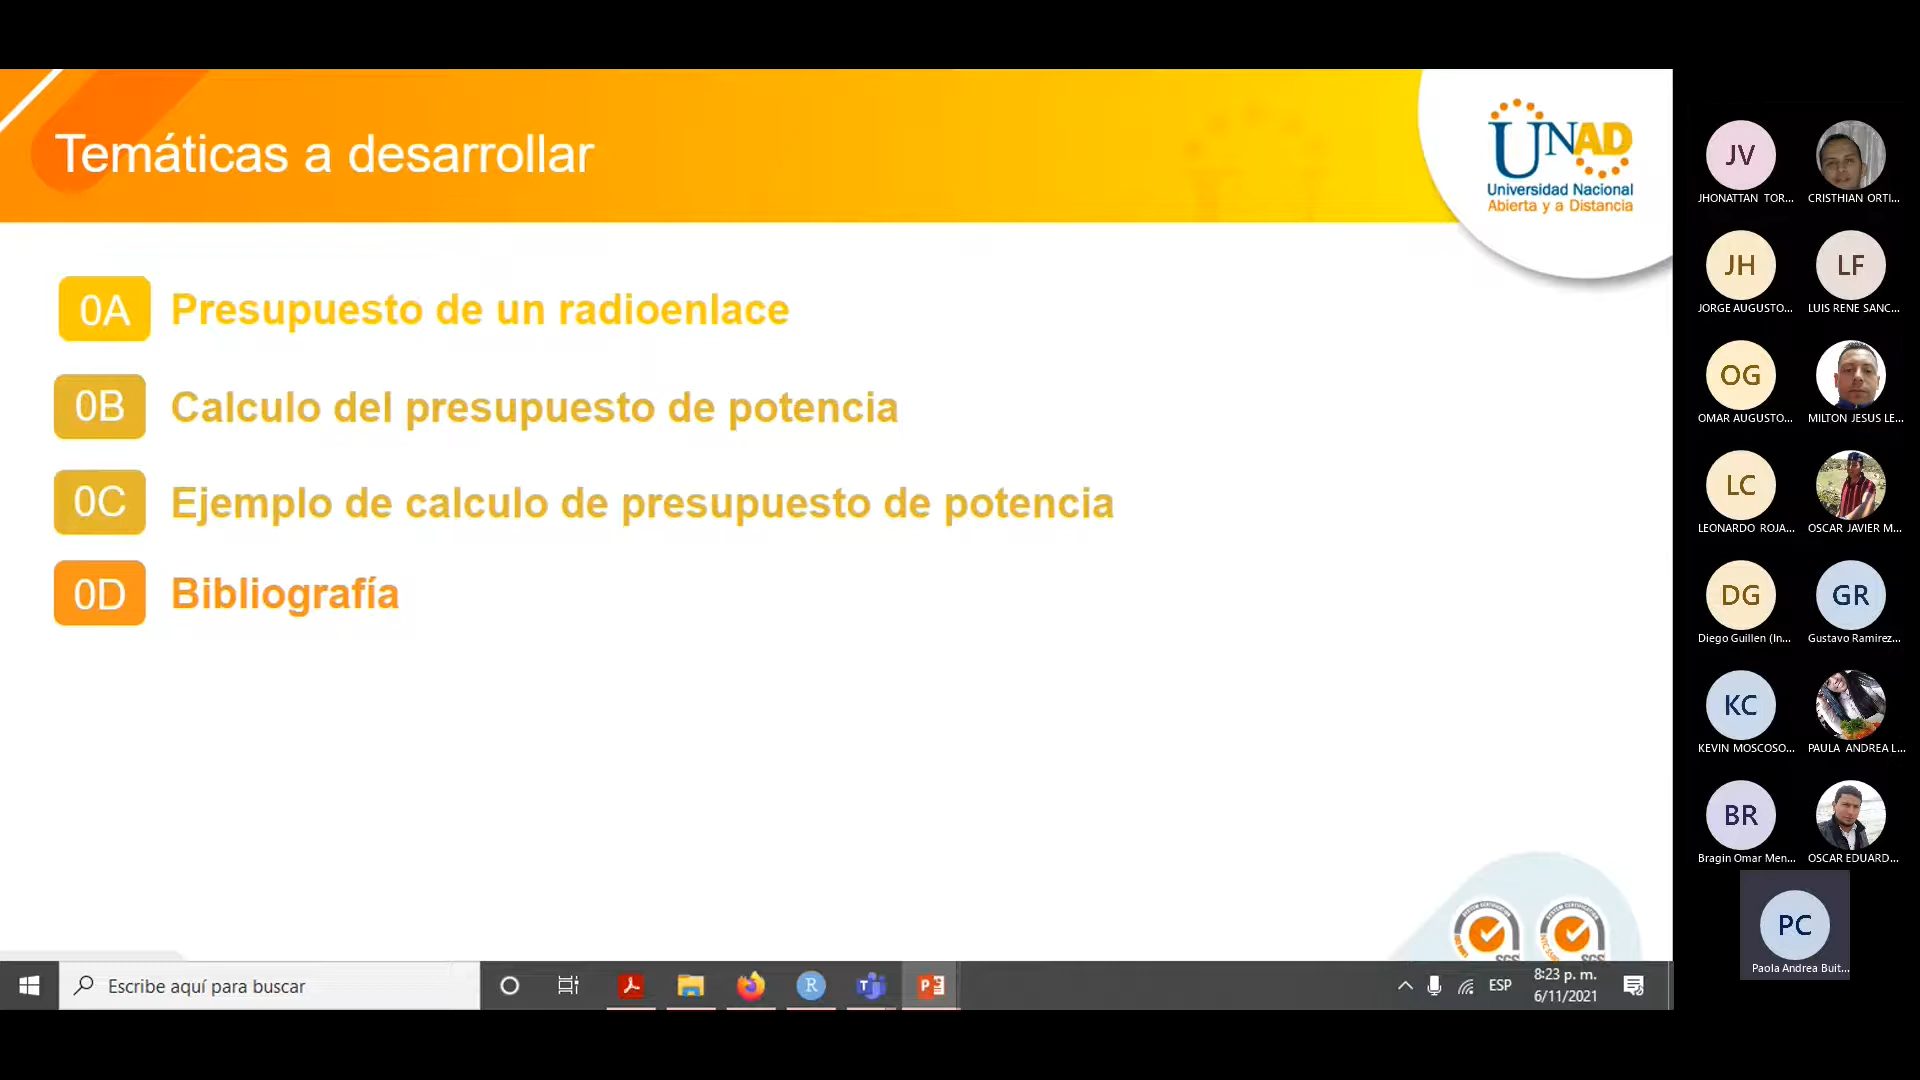 Temáticas a desarrollar
UNAD
Universidad Nacional
Abierta y a Distancia
0A Presupuesto de un radioenlace
0B Calculo del presupuesto de potencia
0C Ejemplo de calculo de presupuesto de potencia
0D Bibliografía
JV
JHONATTAN TOR...
CRISTHIAN ORTI...
JH
JORGE AUGUSTO...
LF
LUIS RENE SANC...
OG
OMAR AUGUSTO...
MILTON JESUS LE...
LC
LEONARDO ROJA...
OSCAR JAVIER M...
DG
Diego Guillen (In...
GR
Gustavo Ramirez...
KC
KEVIN MOSCOSO...
PAULA ANDREA L...
BR
Bragin Omar Men...
OSCAR EDUARD...
PC
Paola Andrea Buit...
SGS
SGS
Escribe aquí para buscar
ESP
8:23 p. m.
6/11/2021